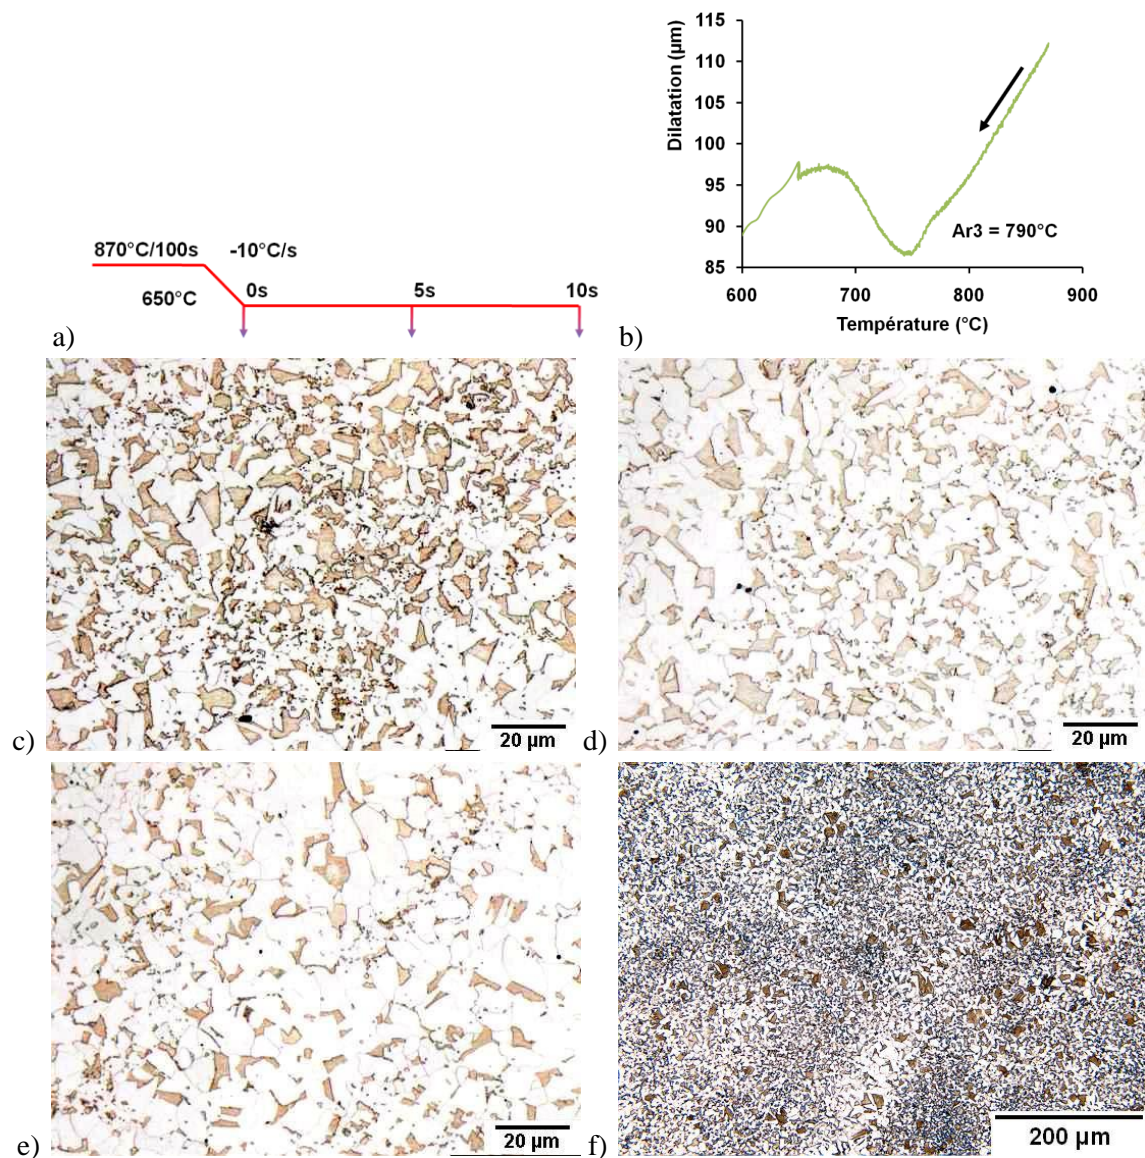 870°C/100s -10°C/s
650°C 0s 5s 10s
a)
Dilatation (µm)
115
110
105
100
95
90
85
Ar3 = 790°C
600 700 800 900
Température (°C)
b)
20 µm
c)
20 µm
d)
20 µm
e)
200 µm
f)